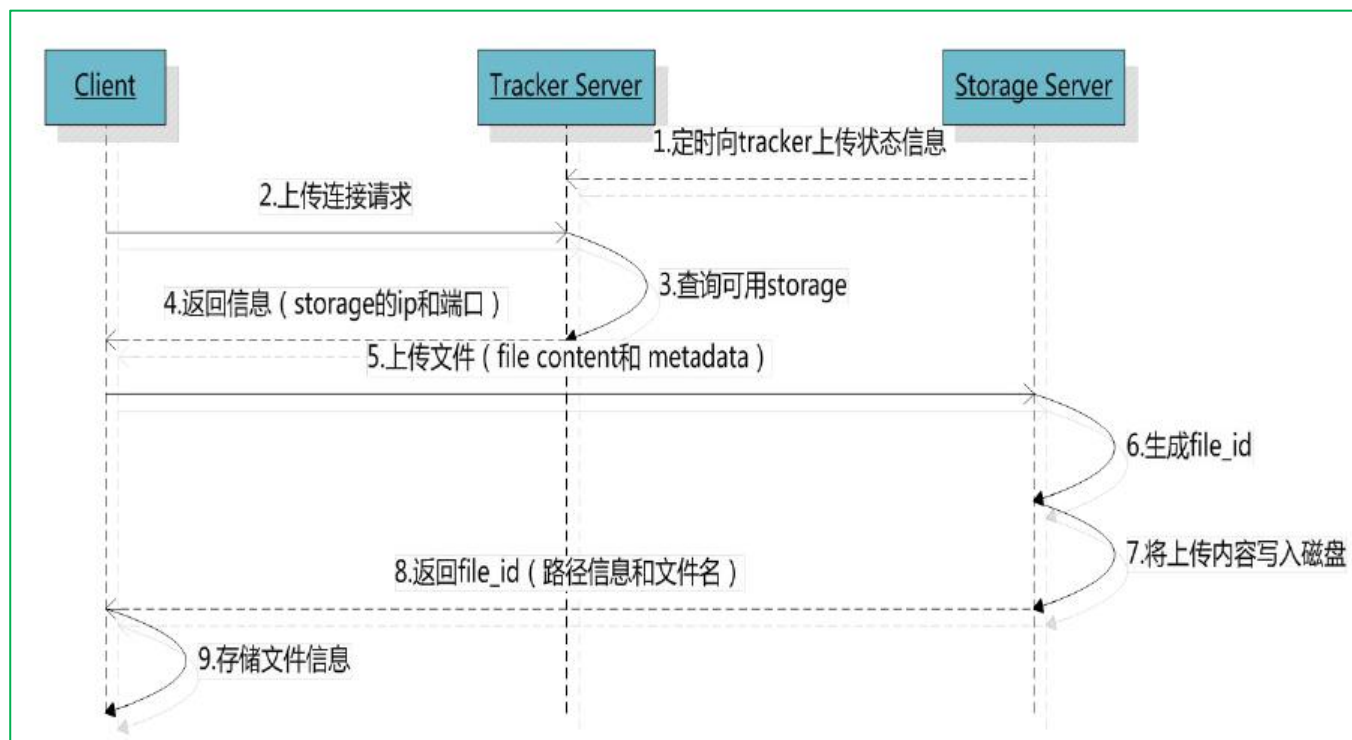 Client
Tracker Server
Storage Server
1.定时向tracker上传状态信息
2.上传连接请求
3.查询可用storage
4.返回信息（storage的ip和端口）
5.上传文件（file content和 metadata）
6.生成file_id
7.将上传内容写入磁盘
8.返回file_id（路径信息和文件名）
9.存储文件信息